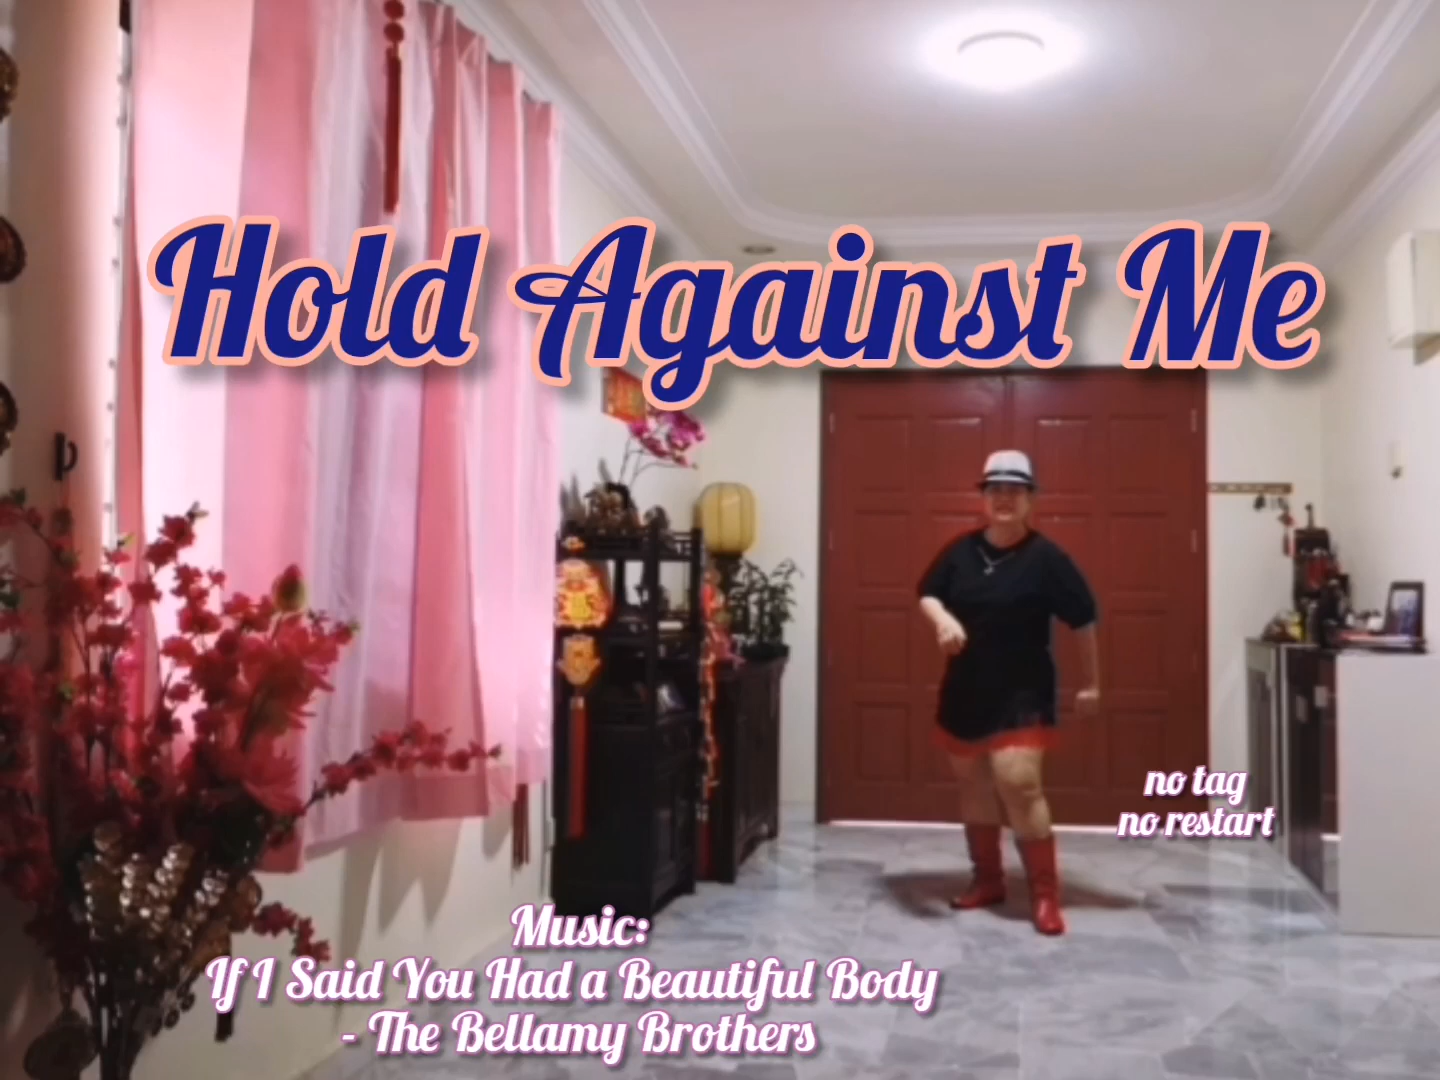 Hold Against Me
no tag
no restart
Music:
If I Said You Had a Beautiful Body
- The Bellamy Brothers